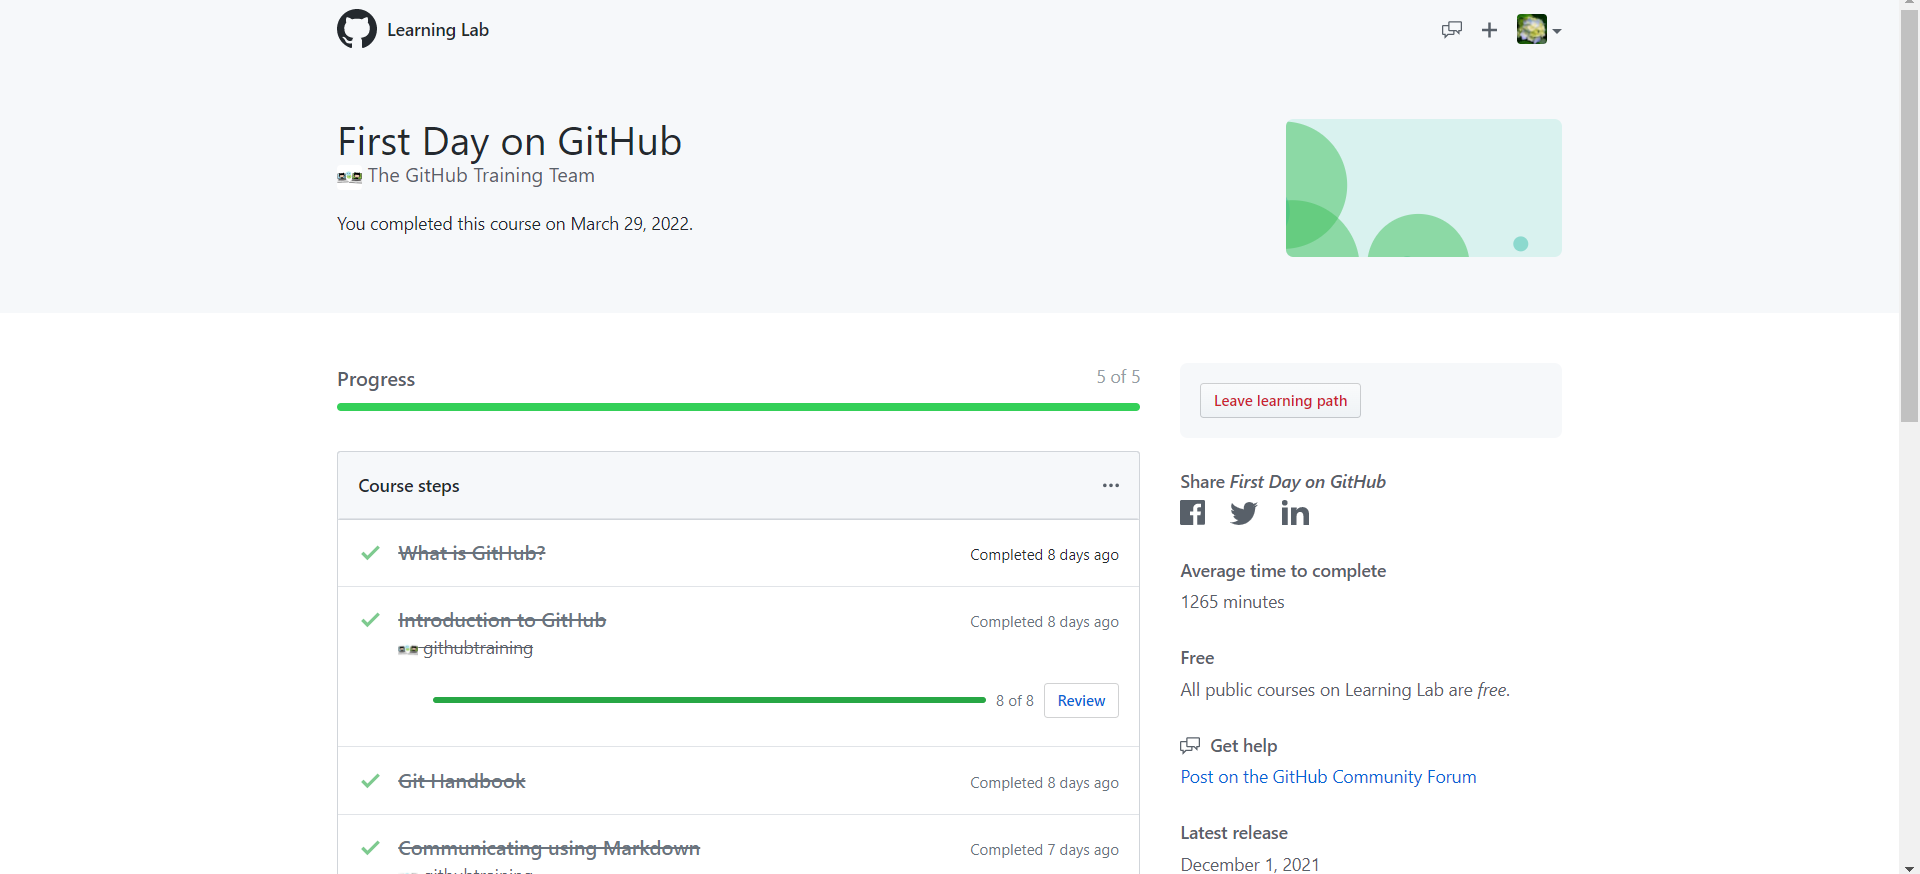 Learning Lab
First Day on GitHub
The GitHub Training Team
You completed this course on March 29, 2022.
Progress
5 of 5
Course steps
What is GitHub?
Completed 8 days ago
Introduction to GitHub
Completed 8 days ago
githubtraining
8 of 8
Review
Git Handbook
Completed 8 days ago
Communicating using Markdown
Completed 7 days ago
githubtraining
Leave learning path
Share First Day on GitHub
Average time to complete
1265 minutes
Free
All public courses on Learning Lab are free.
Get help
Post on the GitHub Community Forum
Latest release
December 1, 2021